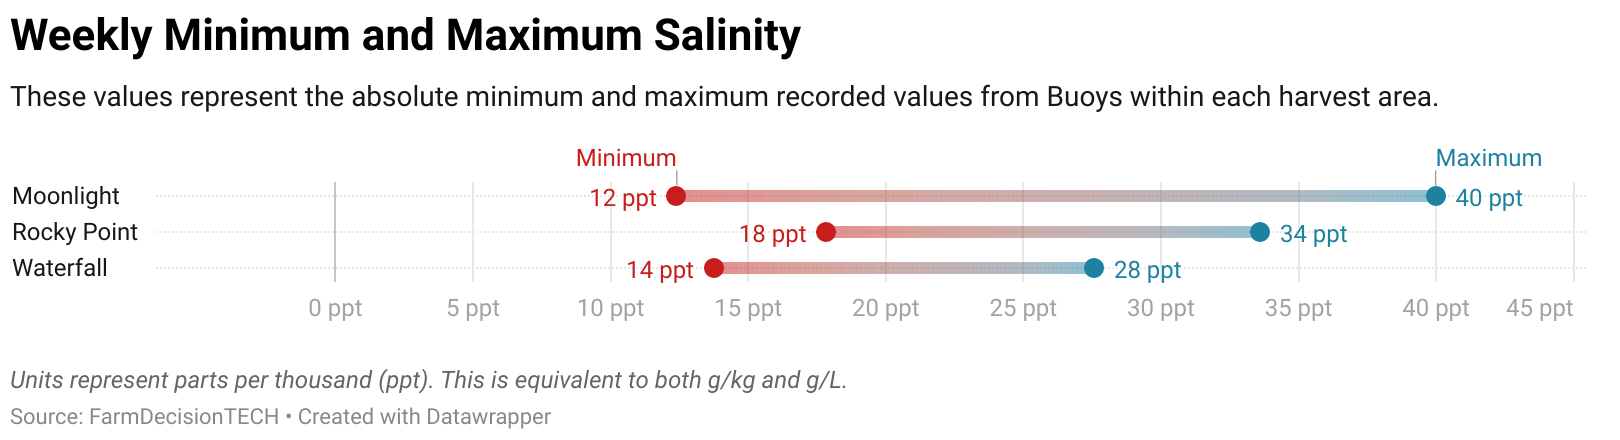 Weekly Minimum and Maximum Salinity
These values represent the absolute minimum and maximum recorded values from Buoys within each harvest area.
Minimum Maximum
Moonlight 12 ppt 40 ppt
Rocky Point 18 ppt 34 ppt
Waterfall 14 ppt 28 ppt
0 ppt 5 ppt 10 ppt 15 ppt 20 ppt 25 ppt 30 ppt 35 ppt 40 ppt 45 ppt
Units represent parts per thousand (ppt). This is equivalent to both g/kg and g/L.
Source: FarmDecisionTECH • Created with Datawrapper